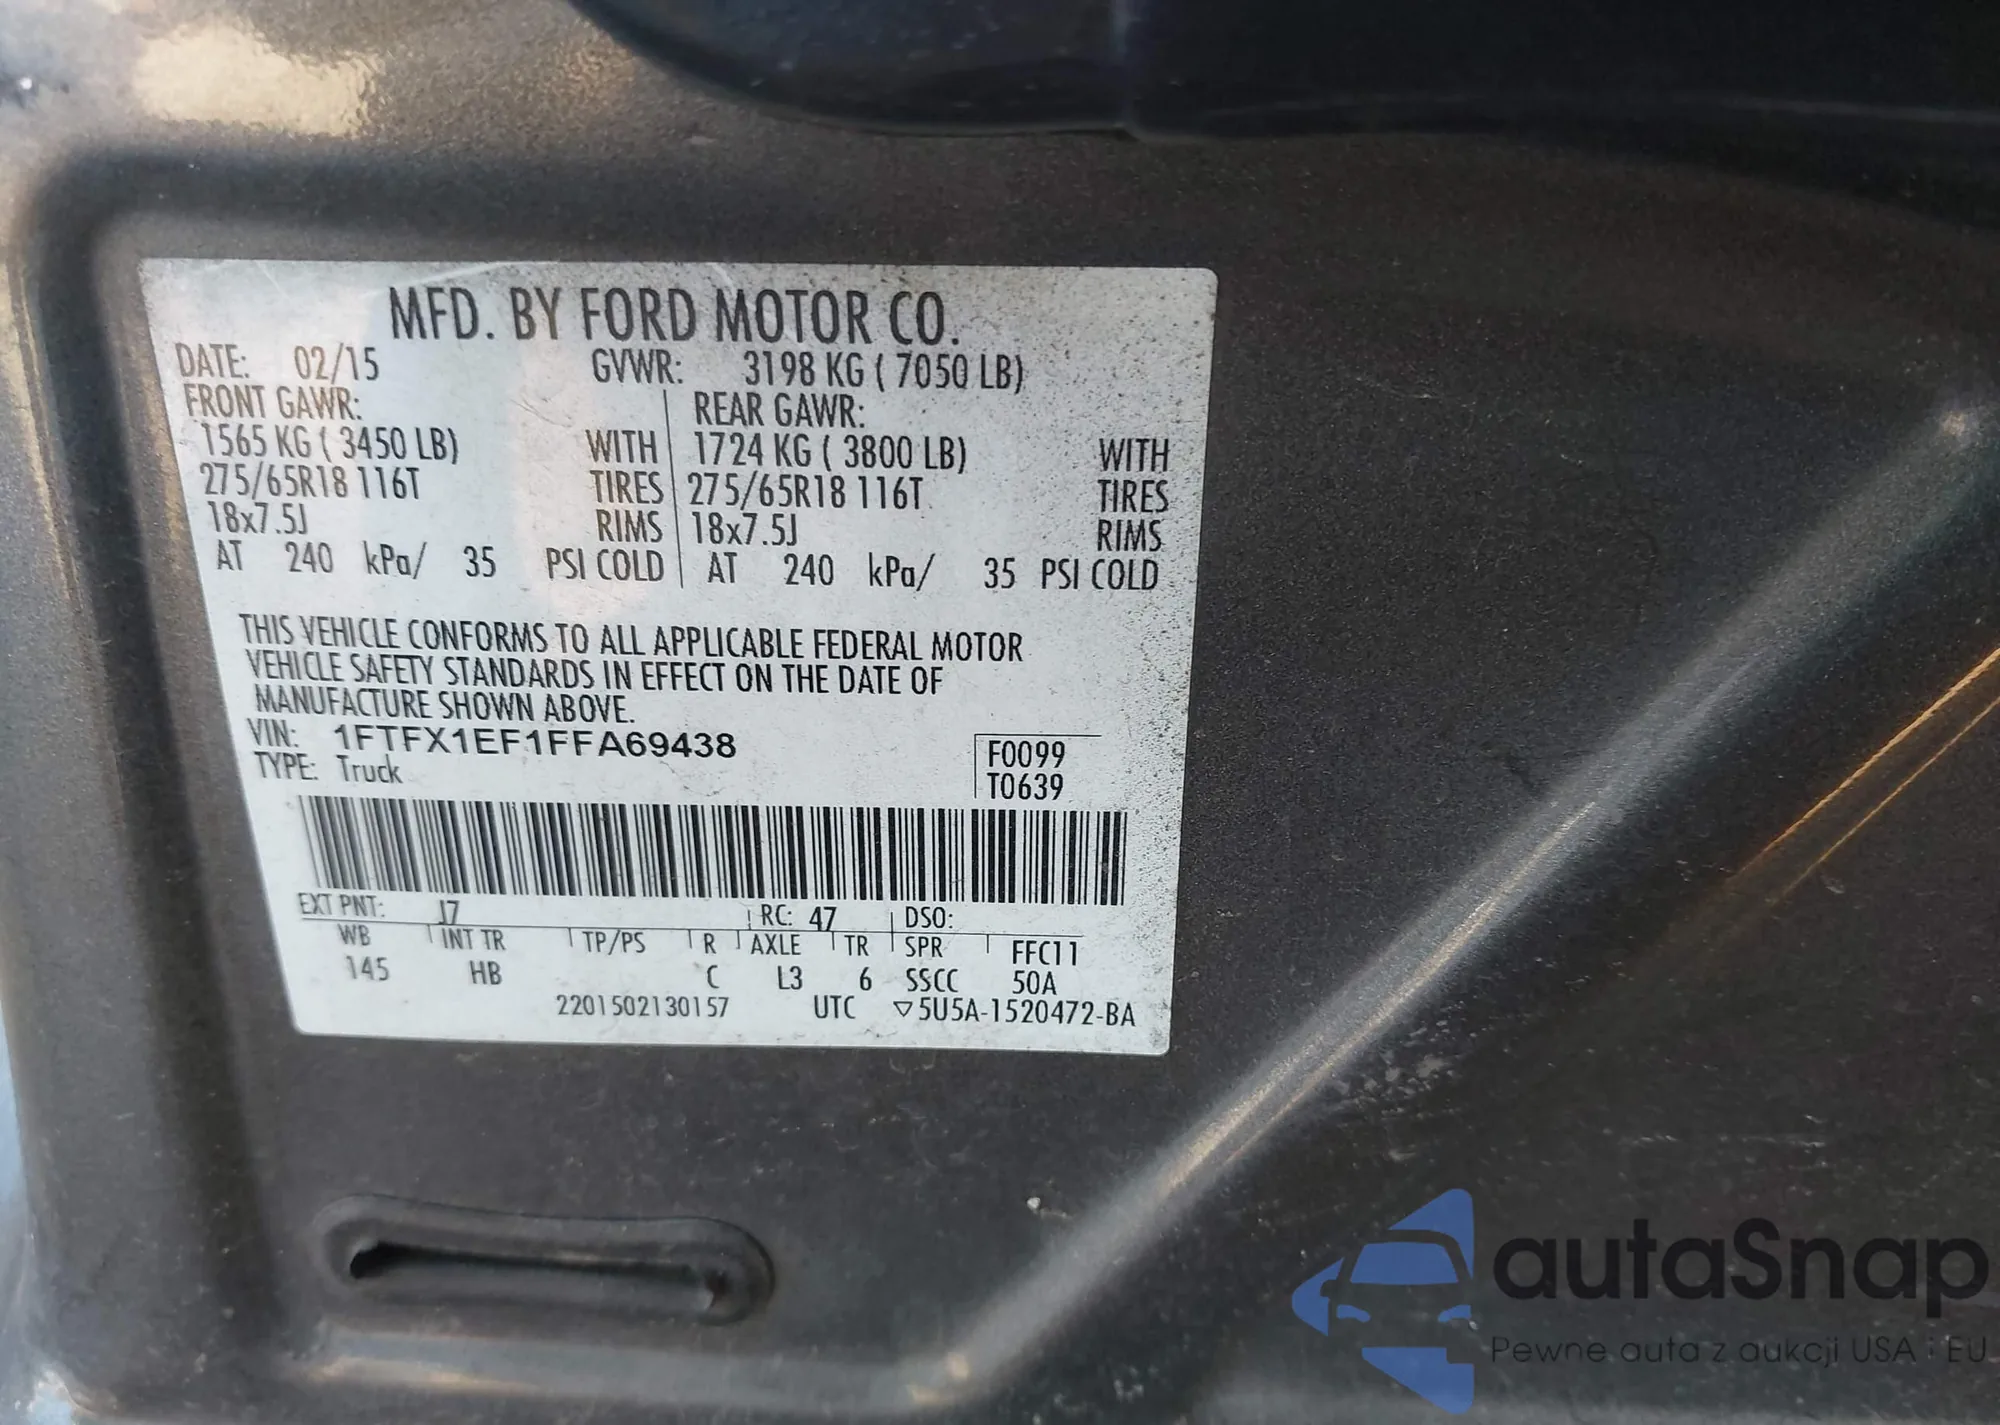 MFD. BY FORD MOTOR CO.
DATE: 02/15 GVWR: 3198 KG ( 7050 LB)
FRONT GAWR: REAR GAWR:
1565 KG ( 3450 LB) WITH 1724 KG ( 3800 LB) WITH
275/65R18 116T TIRES 275/65R18 116T TIRES
18x7.5J RIMS 18x7.5J RIMS
AT 240 kPa/ 35 PSI COLD AT 240 kPa/ 35 PSI COLD
THIS VEHICLE CONFORMS TO ALL APPLICABLE FEDERAL MOTOR
VEHICLE SAFETY STANDARDS IN EFFECT ON THE DATE OF
MANUFACTURE SHOWN ABOVE.
VIN: 1FTFX1EF1FFA69438 F0099
TYPE: Truck T0639
EXT PNT: J7 RC: 47 DSO:
WB INT TR TP/PS R AXLE TR SPR FFC11
145 HB C L3 6 SSCC 50A
2201502130157 UTC ▽5U5A-1520472-BA
autaSnap
Pewne auta z aukcji USA i EU